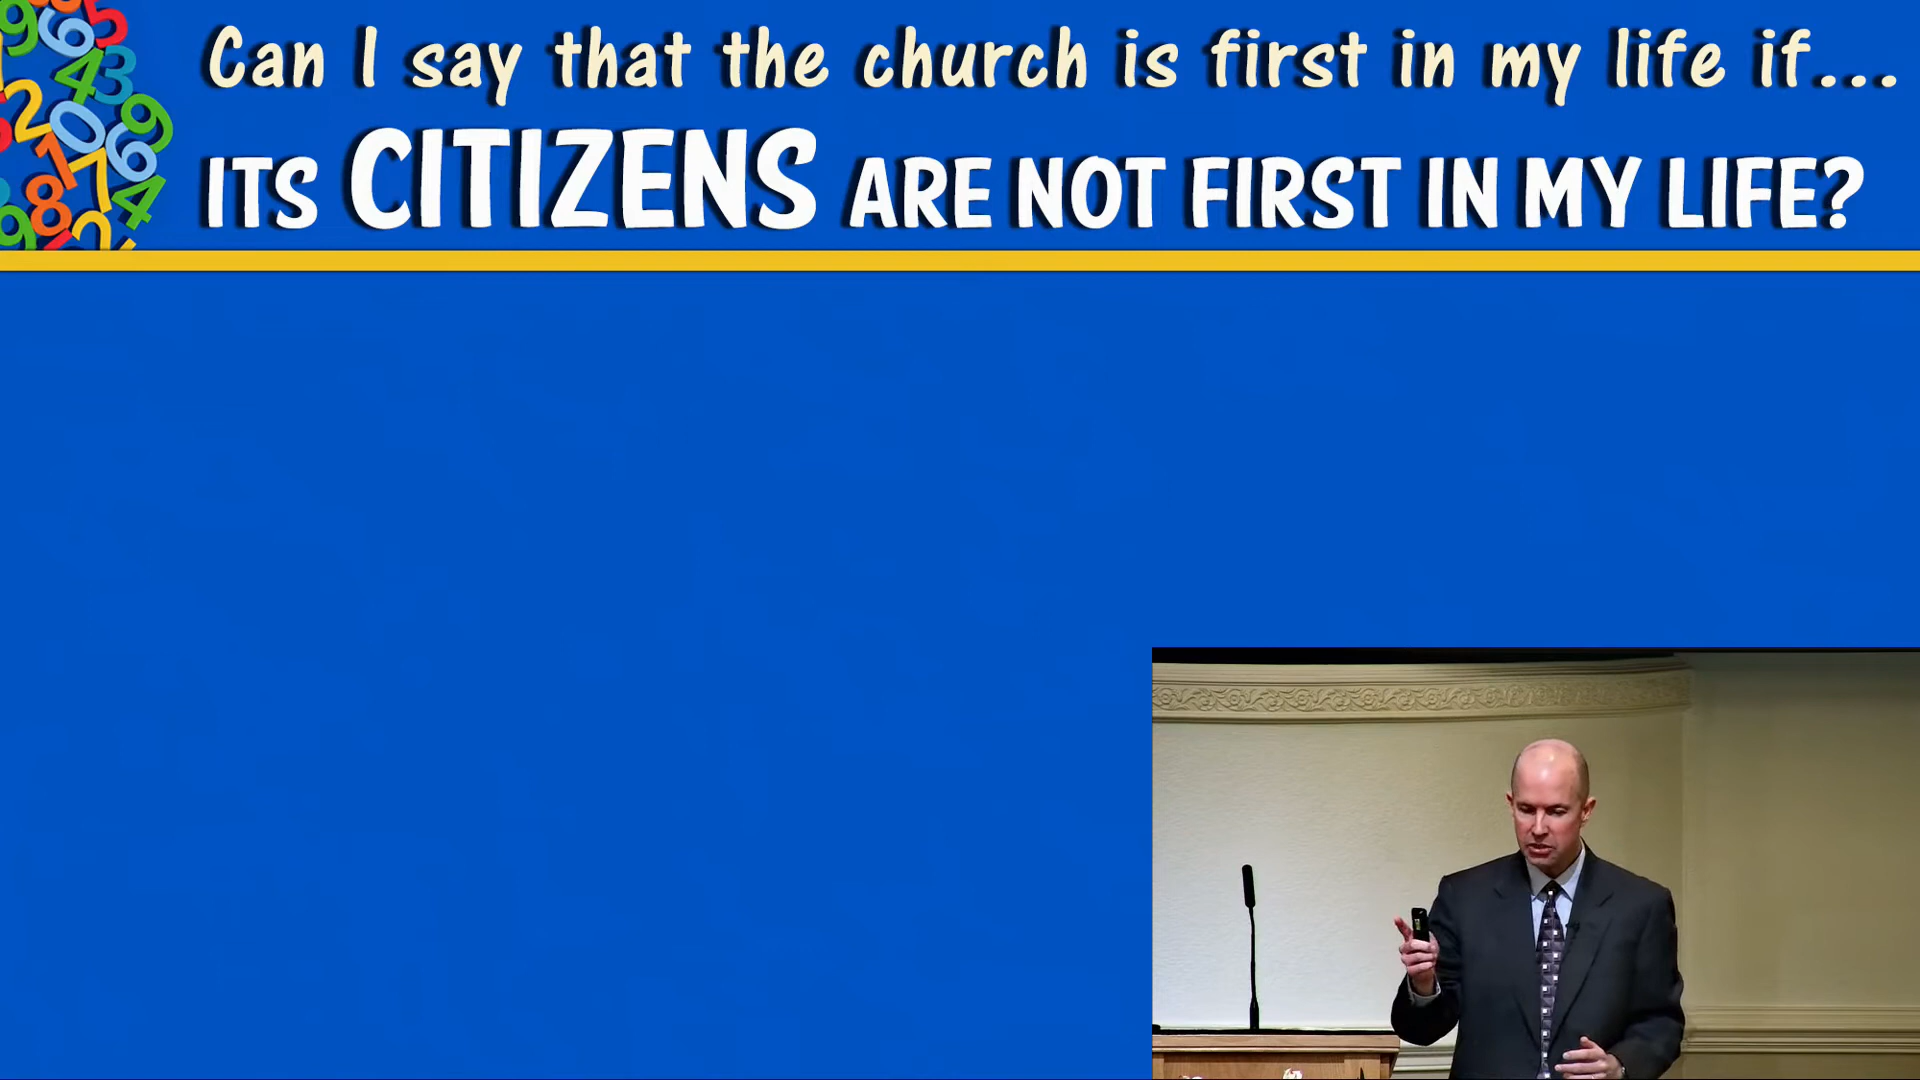 Can I say that the church is first in my life if...
ITS CITIZENS ARE NOT FIRST IN MY LIFE?